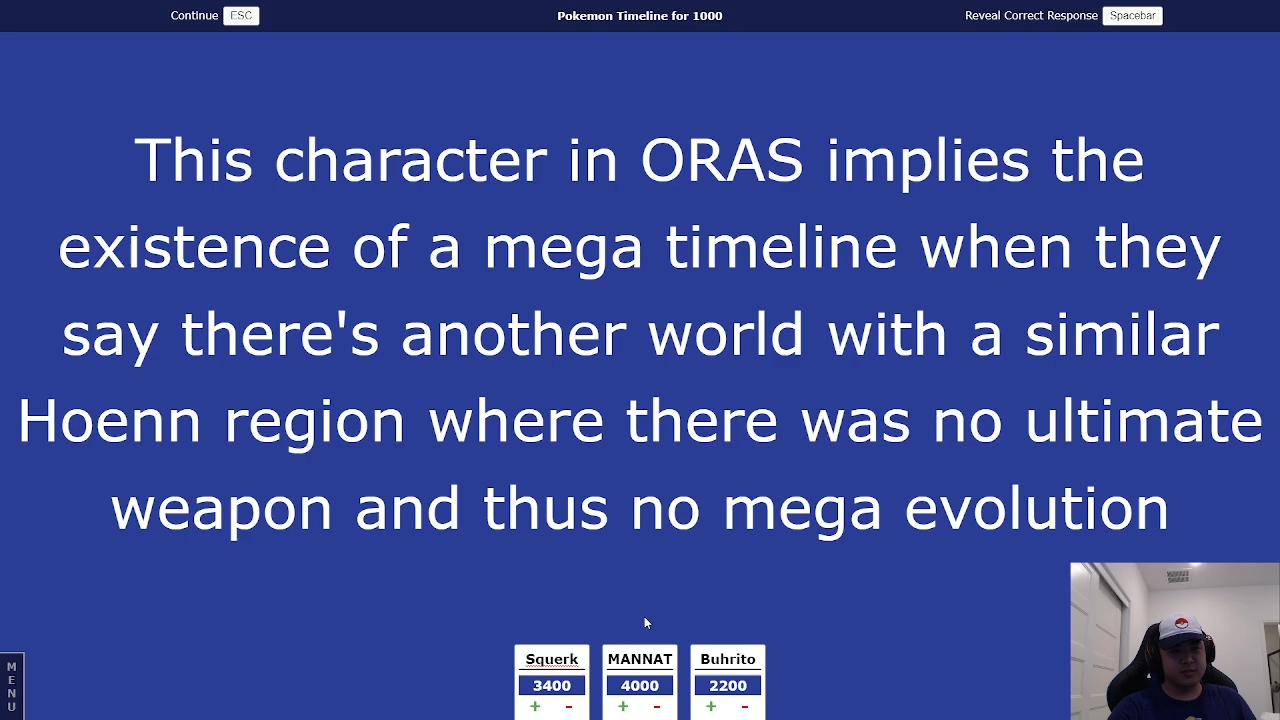 Continue ESC
Pokemon Timeline for 1000
Reveal Correct Response Spacebar
This character in ORAS implies the
existence of a mega timeline when they
say there's another world with a similar
Hoenn region where there was no ultimate
weapon and thus no mega evolution
MENU
Squerk
3400
+ -
MANNAT
4000
+ -
Buhrito
2200
+ -